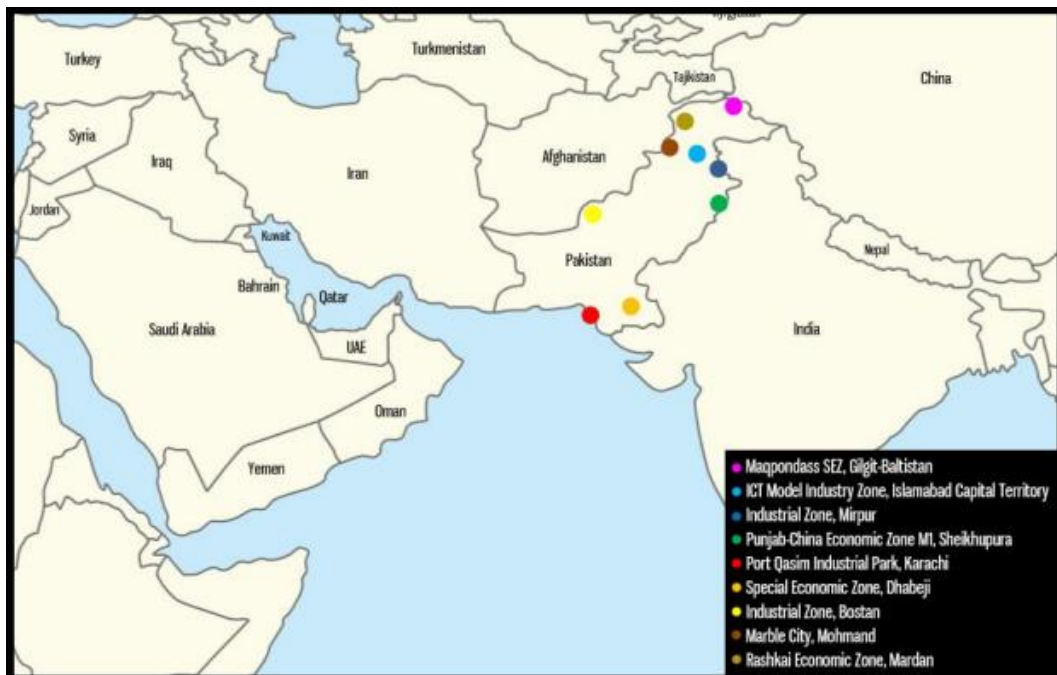 Kyrgyzstan
Turkey
Turkmenistan
Tajikistan
China
Syria
Iraq
Iran
Afghanistan
Jordan
Kuwait
Nepal
Pakistan
Bahrain
Qatar
Saudi Arabia
UAE
India
Oman
Yemen
Maqpondass SEZ, Gilgit-Baltistan
ICT Model Industry Zone, Islamabad Capital Territory
Industrial Zone, Mirpur
Punjab-China Economic Zone M1, Sheikhupura
Port Qasim Industrial Park, Karachi
Special Economic Zone, Dhabeji
Industrial Zone, Bostan
Marble City, Mohmand
Rashkai Economic Zone, Mardan